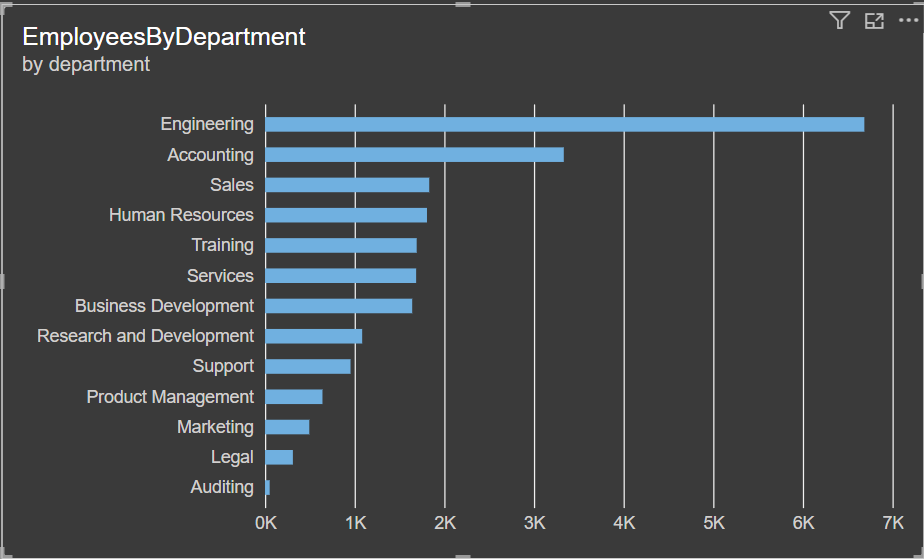 EmployeesByDepartment
by department
Engineering
Accounting
Sales
Human Resources
Training
Services
Business Development
Research and Development
Support
Product Management
Marketing
Legal
Auditing
0K 1K 2K 3K 4K 5K 6K 7K